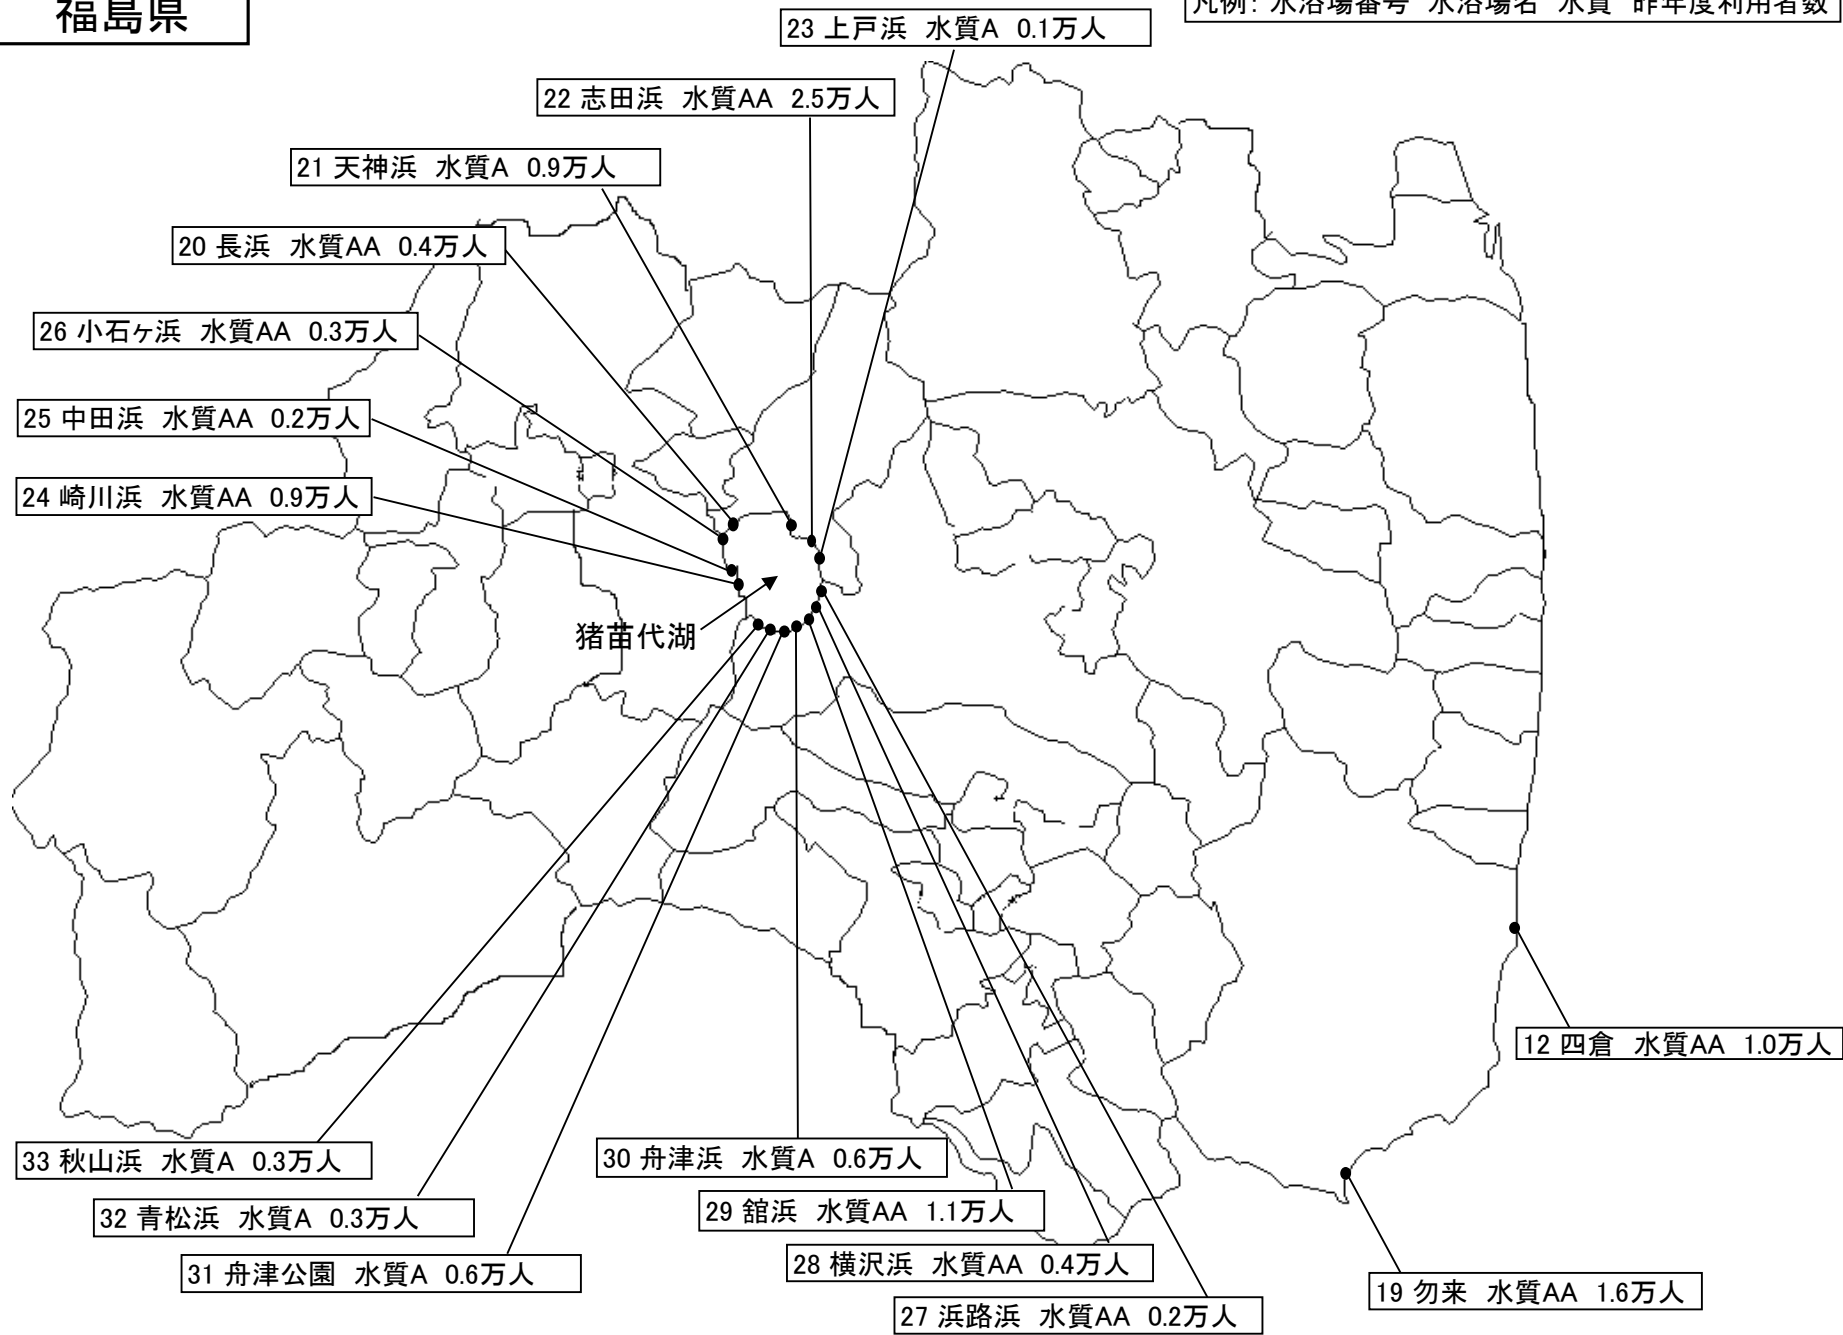 福島県
凡例: 水浴場番号 水浴場名 水質 昨年度利用者数
23 上戸浜 水質A 0.1万人
22 志田浜 水質AA 2.5万人
21 天神浜 水質A 0.9万人
20 長浜 水質AA 0.4万人
26 小石ヶ浜 水質AA 0.3万人
25 中田浜 水質AA 0.2万人
24 崎川浜 水質AA 0.9万人
猪苗代湖
12 四倉 水質AA 1.0万人
33 秋山浜 水質A 0.3万人
30 舟津浜 水質A 0.6万人
32 青松浜 水質A 0.3万人
29 舘浜 水質AA 1.1万人
31 舟津公園 水質A 0.6万人
28 横沢浜 水質AA 0.4万人
19 勿来 水質AA 1.6万人
27 浜路浜 水質AA 0.2万人